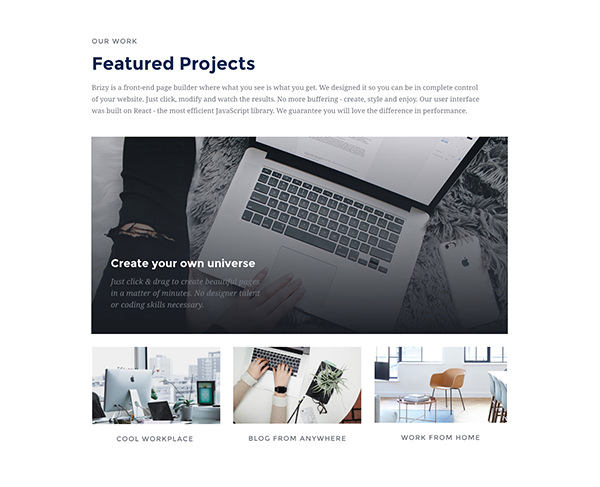 OUR WORK
Featured Projects
Brizy is a front-end page builder where what you see is what you get. We designed it so you can be in complete control
of your website. Just click, modify and watch the results. No more buffering - create, style and enjoy. Our user interface
was built on React - the most efficient JavaScript library. We guarantee you will love the difference in performance.
Create your own universe
Just click & drag to create beautiful pages
in a matter of minutes. No designer talent
or coding skills necessary.
COOL WORKPLACE
BLOG FROM ANYWHERE
WORK FROM HOME